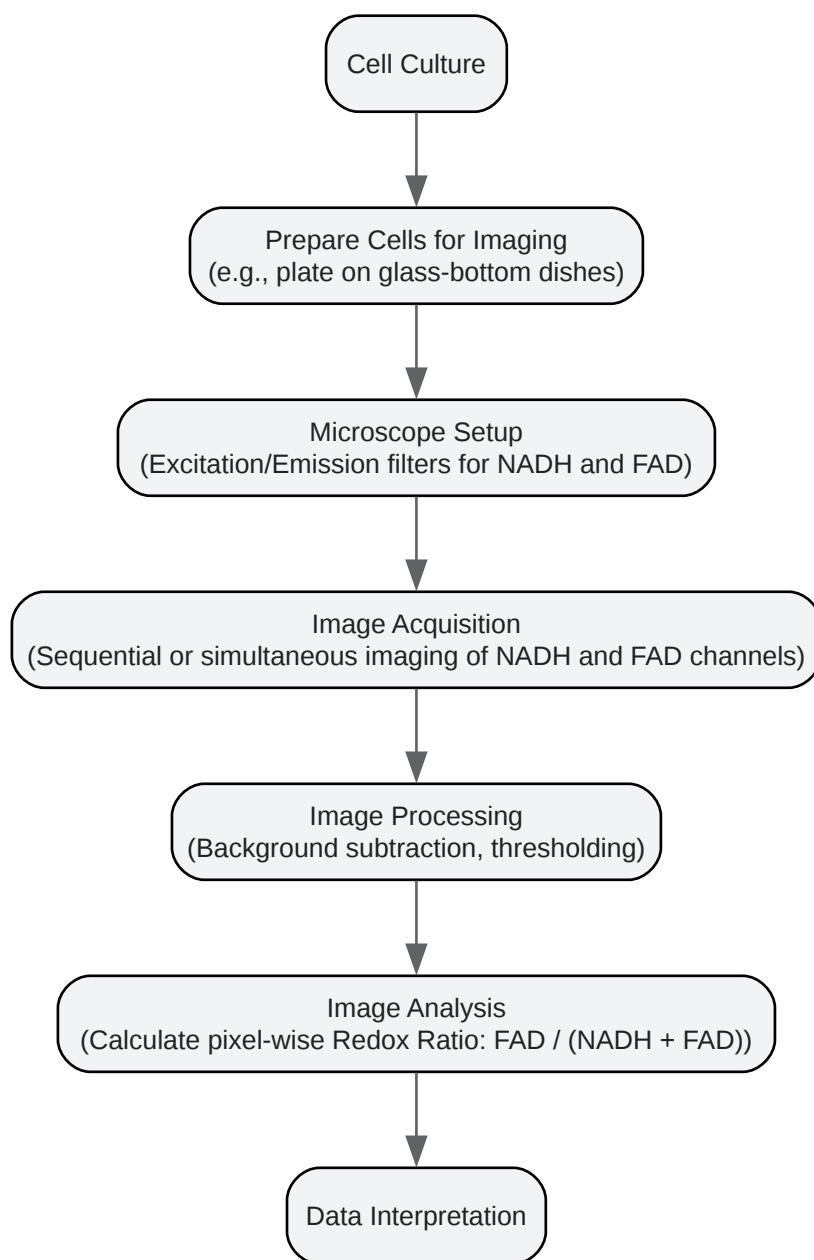 Cell Culture
Prepare Cells for Imaging
(e.g., plate on glass-bottom dishes)
Microscope Setup
(Excitation/Emission filters for NADH and FAD)
Image Acquisition
(Sequential or simultaneous imaging of NADH and FAD channels)
Image Processing
(Background subtraction, thresholding)
Image Analysis
(Calculate pixel-wise Redox Ratio: FAD / (NADH + FAD))
Data Interpretation